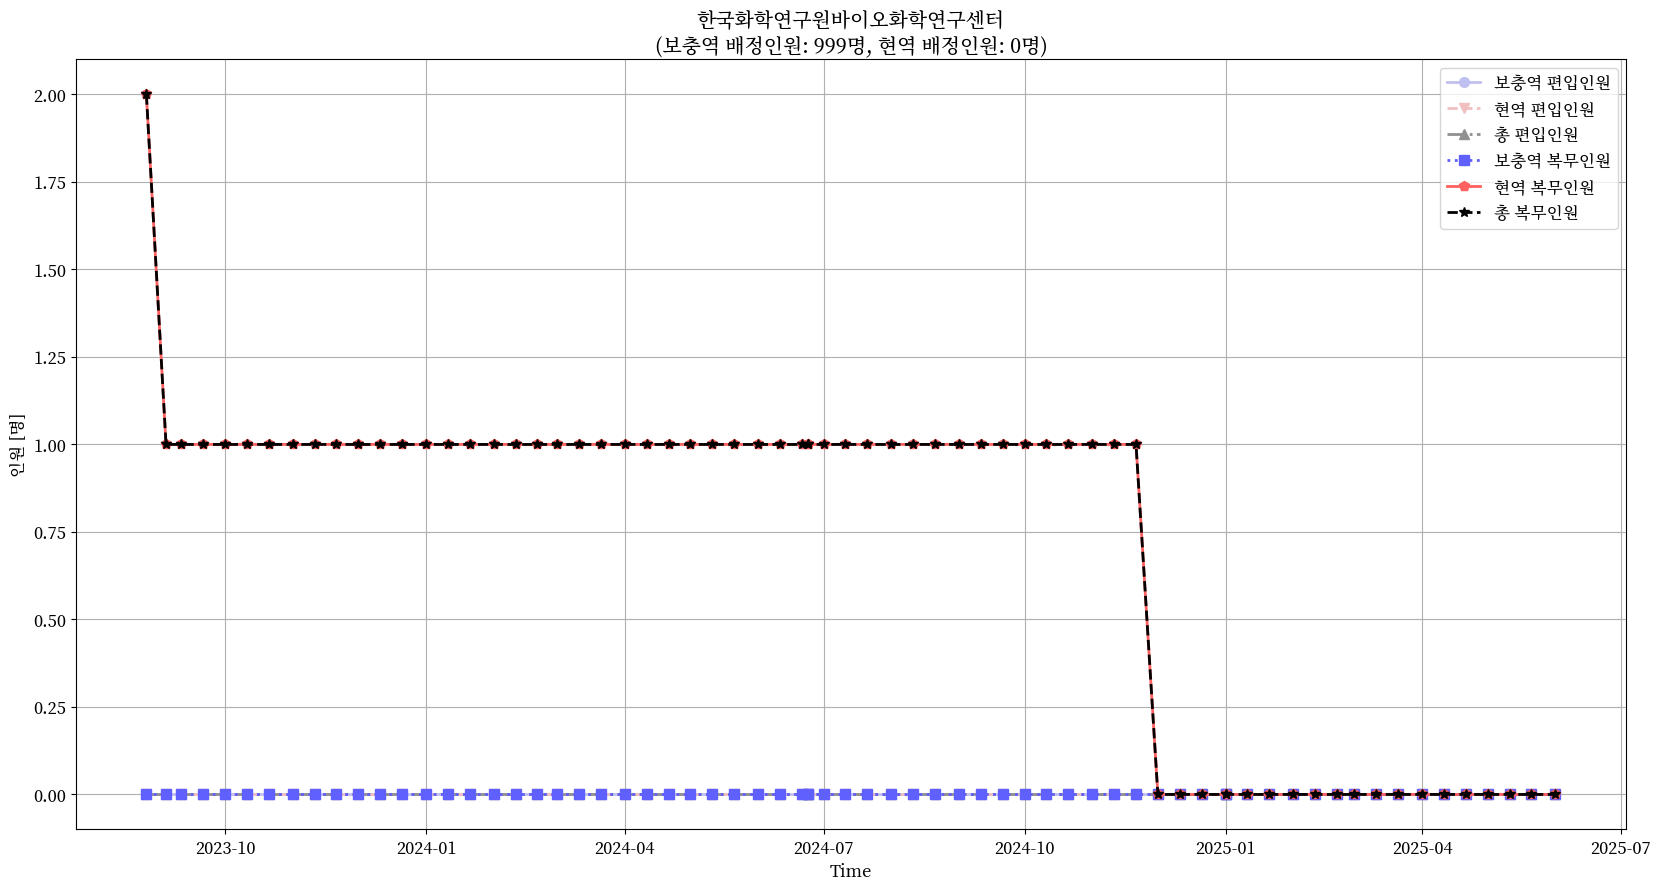 한국화학연구원바이오화학연구센터
(보충역 배정인원: 999명, 현역 배정인원: 0명)
보충역 편입인원
현역 편입인원
총 편입인원
보충역 복무인원
현역 복무인원
총 복무인원
인원 [명]
2.00
1.75
1.50
1.25
1.00
0.75
0.50
0.25
0.00
2023-10
2024-01
2024-04
2024-07
2024-10
2025-01
2025-04
2025-07
Time